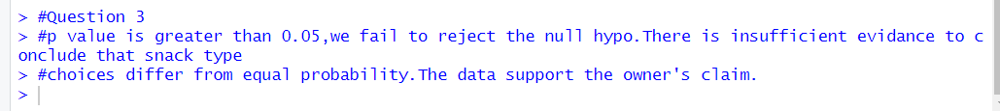 > #Question 3
> #p value is greater than 0.05,we fail to reject the null hypo.There is insufficient evidance to c
onclude that snack type
> #choices differ from equal probability.The data support the owner's claim.
>